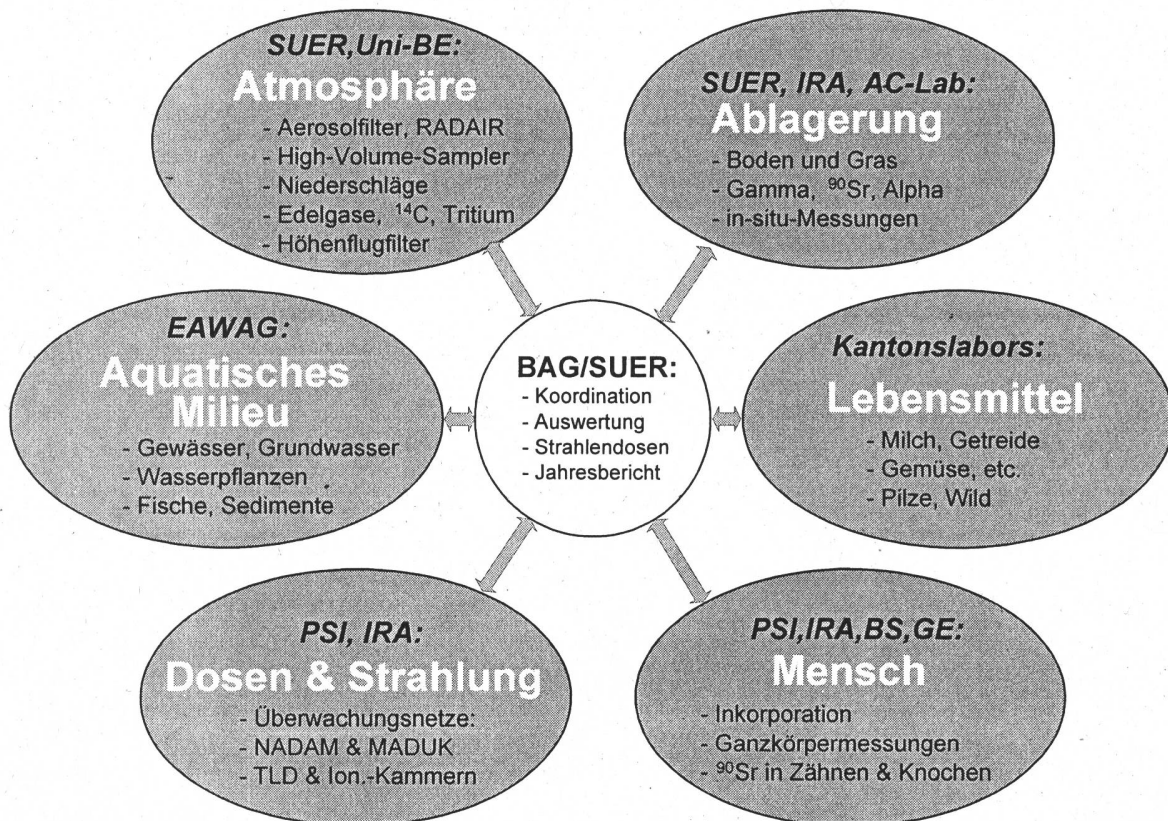 SUER,Uni-BE:
Atmosphäre
- Aerosolfilter, RADAIR
- High-Volume-Sampler
- Niederschläge
- Edelgase, ¹⁴C, Tritium
- Höhenflugfilter
SUER, IRA, AC-Lab:
Ablagerung
- Boden und Gras
- Gamma, ⁹⁰Sr, Alpha
- in-situ-Messungen
EAWAG:
Aquatisches
Milieu
- Gewässer, Grundwasser
- Wasserpflanzen
- Fische, Sedimente
BAG/SUER:
- Koordination
- Auswertung
- Strahlendosen
- Jahresbericht
Kantonslabors:
Lebensmittel
- Milch, Getreide
- Gemüse, etc.
- Pilze, Wild
PSI, IRA:
Dosen & Strahlung
- Überwachungsnetze:
- NADAM & MADUK
- TLD & Ion.-Kammern
PSI,IRA,BS,GE:
Mensch
- Inkorporation
- Ganzkörpermessungen
- ⁹⁰Sr in Zähnen & Knochen